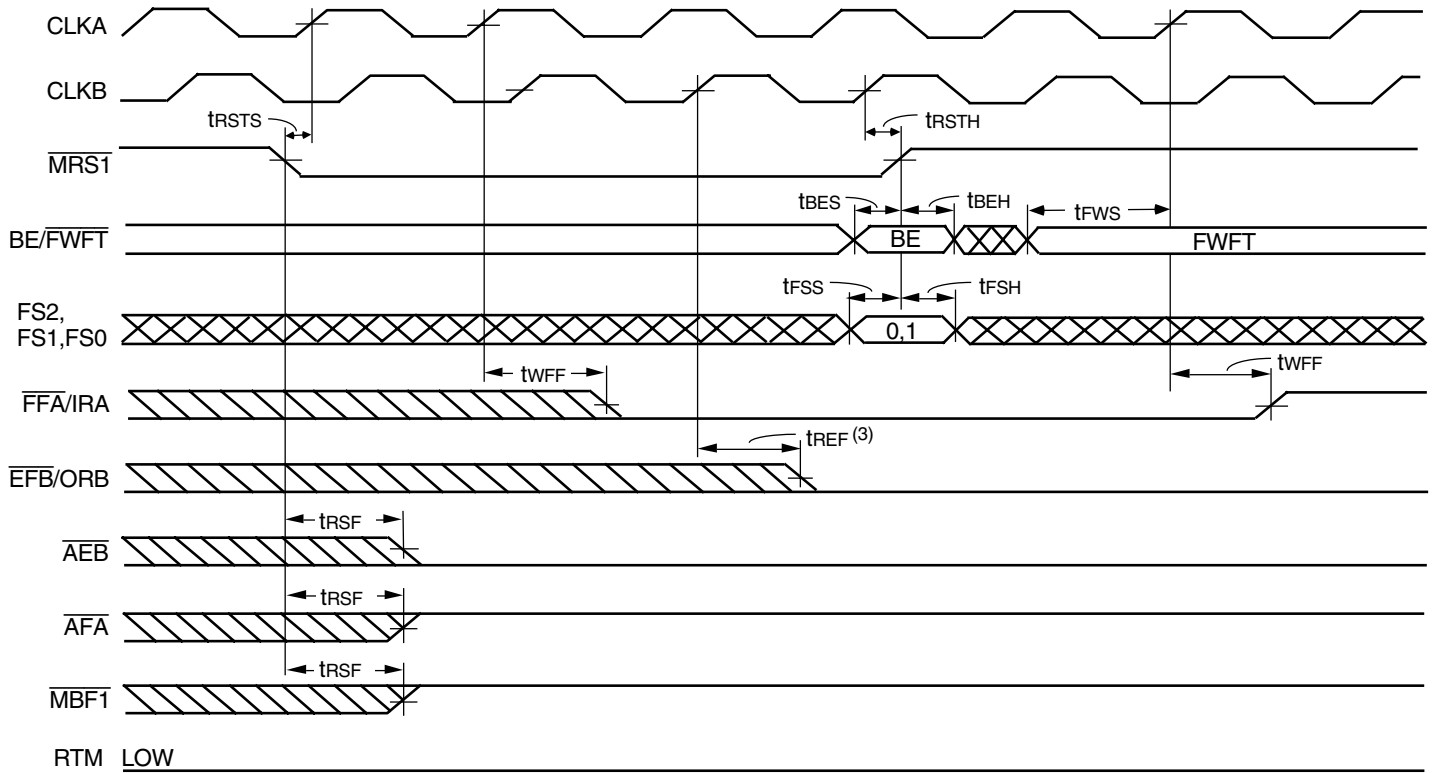 CLKA
CLKB
tRSTS
tRSTH
MRS1
tBES
tBEH
tFWS
BE/FWFT
BE
FWFT
tFSS
tFSH
FS2,
FS1,FS0
0,1
tWFF
tWFF
FFA/IRA
tREF (3)
EFB/ORB
tRSF
AEB
tRSF
AFA
tRSF
MBF1
RTM LOW